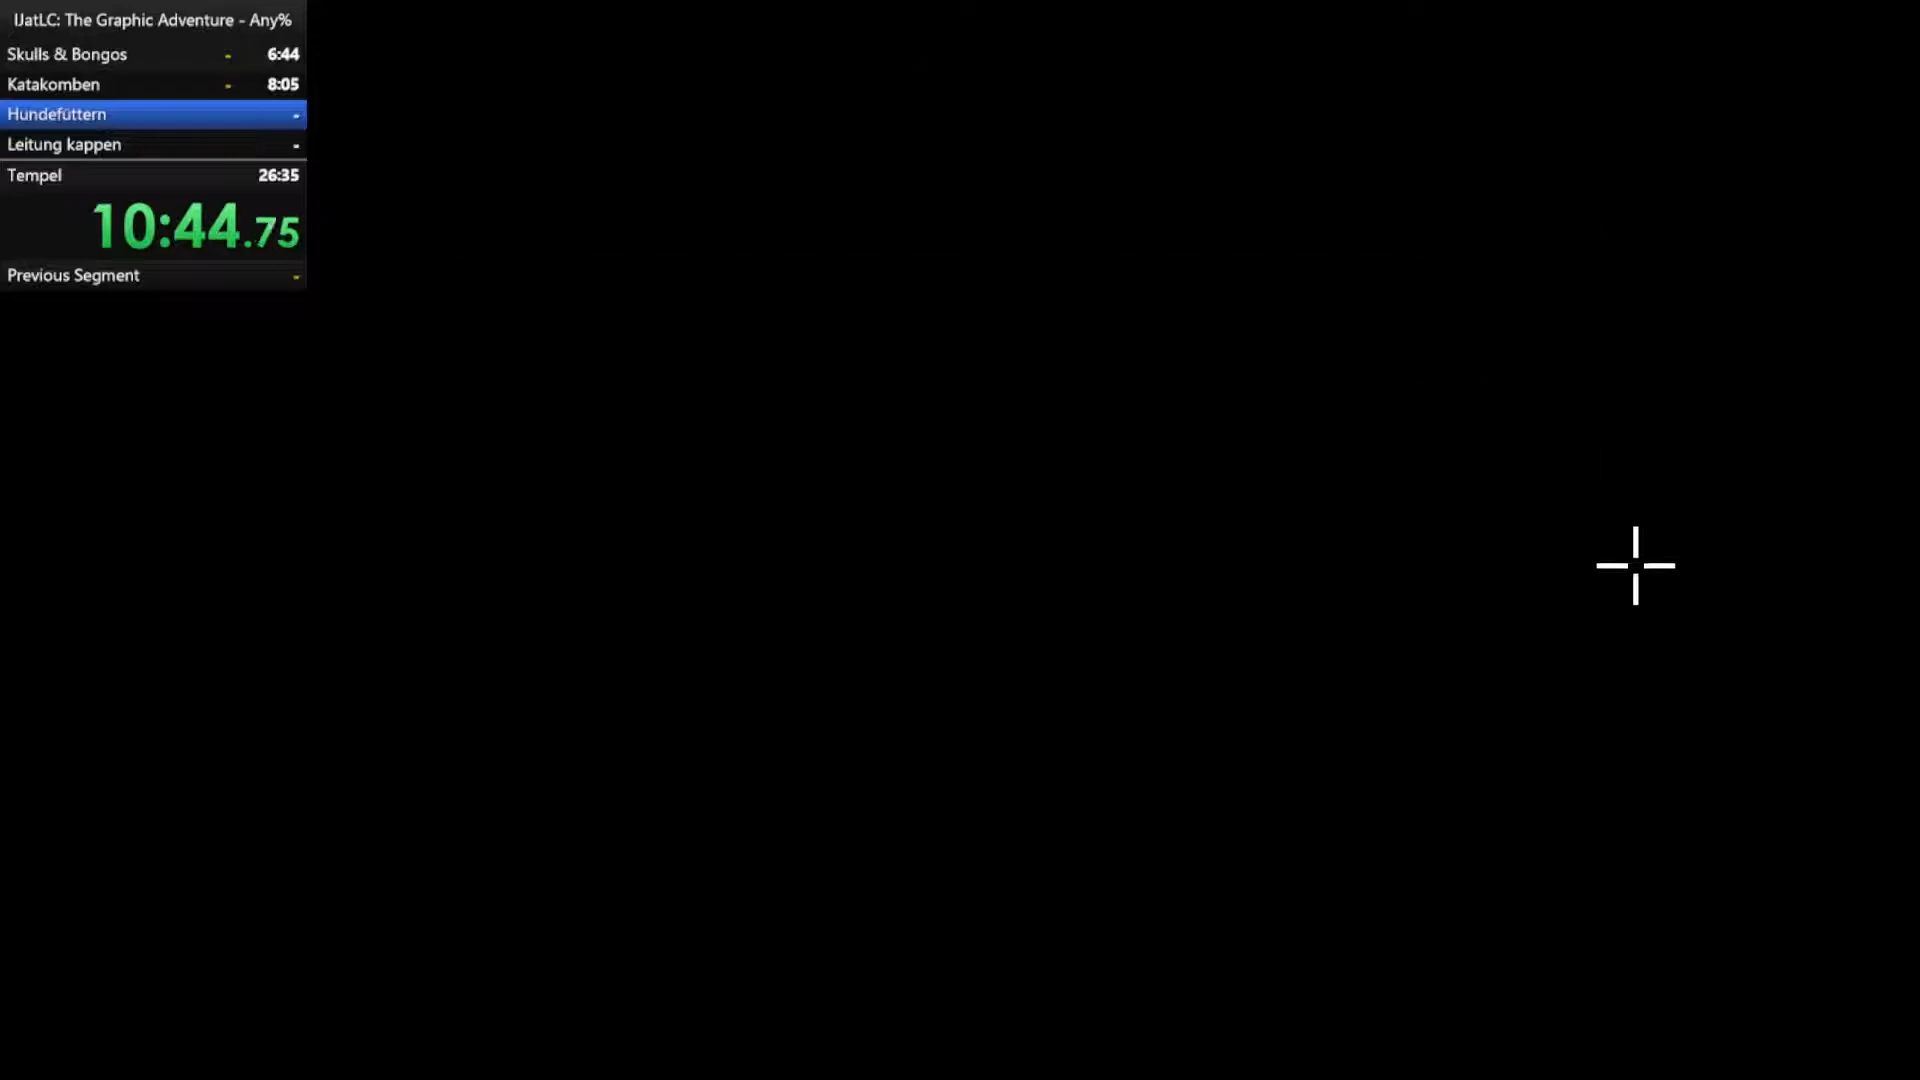 IJatLC: The Graphic Adventure - Any%
Skulls & Bongos - 6:44
Katakomben - 8:05
Hundefüttern -
Leitung kappen -
Tempel 26:35
10:44.75
Previous Segment -